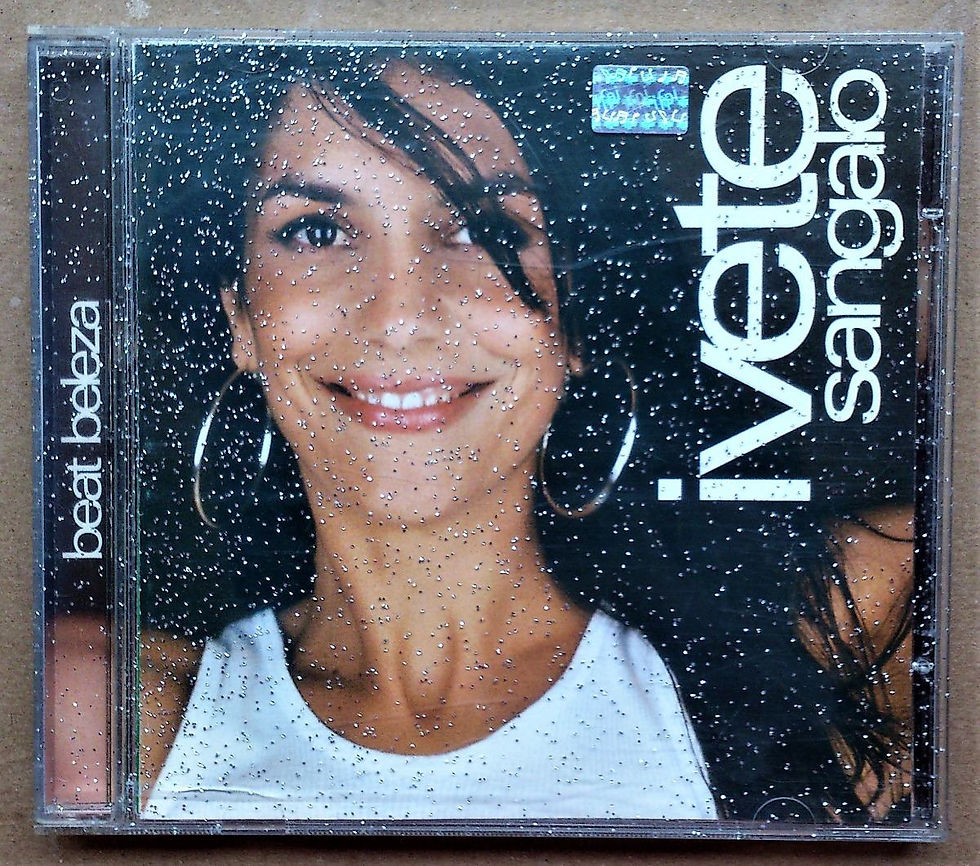 beat beleza
ivete
sangalo